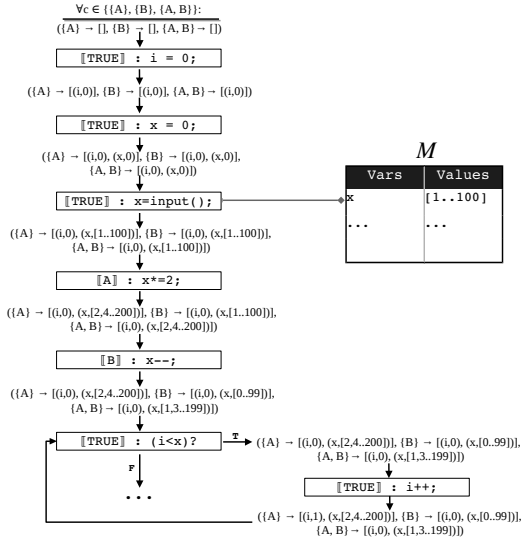 ∀c ∈ {{A}, {B}, {A, B}}:
({A} → [], {B} → [], {A, B}→ [])
⟦TRUE⟧ : i = 0;
({A} → [(i,0)], {B} → [(i,0)], {A, B}→ [(i,0)])
⟦TRUE⟧ : x = 0;
({A} → [(i,0), (x,0)], {B} → [(i,0), (x,0)],
{A, B}→ [(i,0), (x,0)])
M
Vars Values
x [1..100]
... ...
⟦TRUE⟧ : x=input();
({A} → [(i,0), (x,[1..100])], {B} → [(i,0), (x,[1..100])],
{A, B}→ [(i,0), (x,[1..100])])
⟦A⟧ : x*=2;
({A} → [(i,0), (x,[2,4..200])], {B} → [(i,0), (x,[1..100])],
{A, B}→ [(i,0), (x,[2,4..200])])
⟦B⟧ : x--;
({A} → [(i,0), (x,[2,4..200])], {B} → [(i,0), (x,[0..99])],
{A, B}→ [(i,0), (x,[1,3..199])])
⟦TRUE⟧ : (i<x)?
T
({A} → [(i,0), (x,[2,4..200])], {B} → [(i,0), (x,[0..99])],
{A, B}→ [(i,0), (x,[1,3..199])])
F
...
⟦TRUE⟧ : i++;
({A} → [(i,1), (x,[2,4..200])], {B} → [(i,0), (x,[0..99])],
{A, B}→ [(i,0), (x,[1,3..199])])